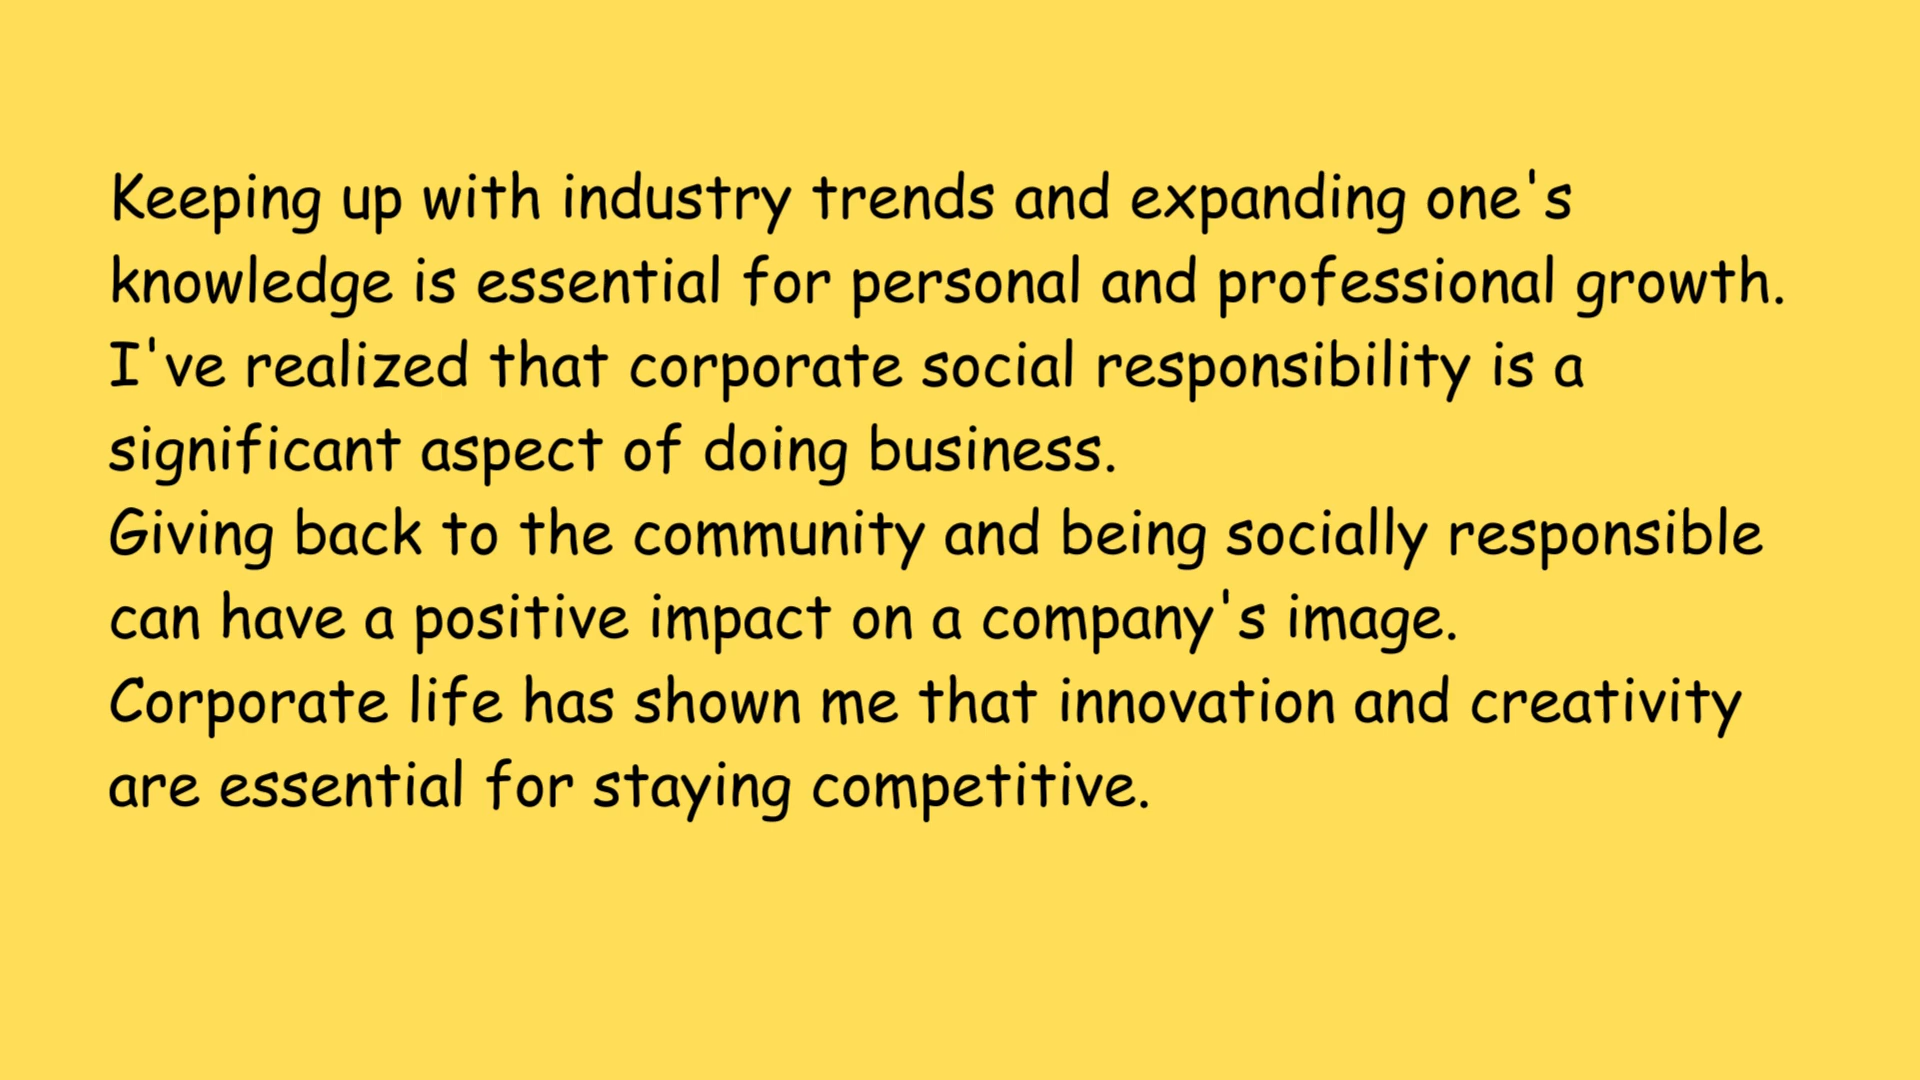 Keeping up with industry trends and expanding one's
knowledge is essential for personal and professional growth.
I've realized that corporate social responsibility is a
significant aspect of doing business.
Giving back to the community and being socially responsible
can have a positive impact on a company's image.
Corporate life has shown me that innovation and creativity
are essential for staying competitive.